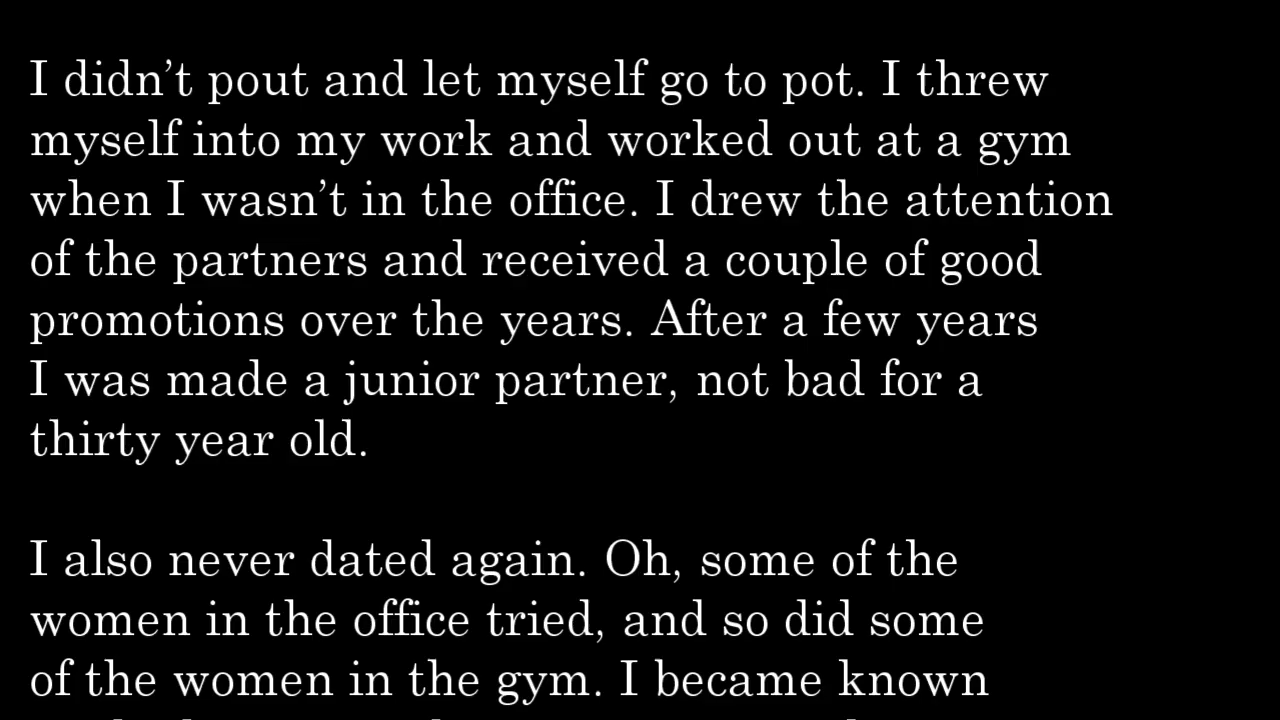 I didn’t pout and let myself go to pot. I threw
myself into my work and worked out at a gym
when I wasn’t in the office. I drew the attention
of the partners and received a couple of good
promotions over the years. After a few years
I was made a junior partner, not bad for a
thirty year old.
I also never dated again. Oh, some of the
women in the office tried, and so did some
of the women in the gym. I became known